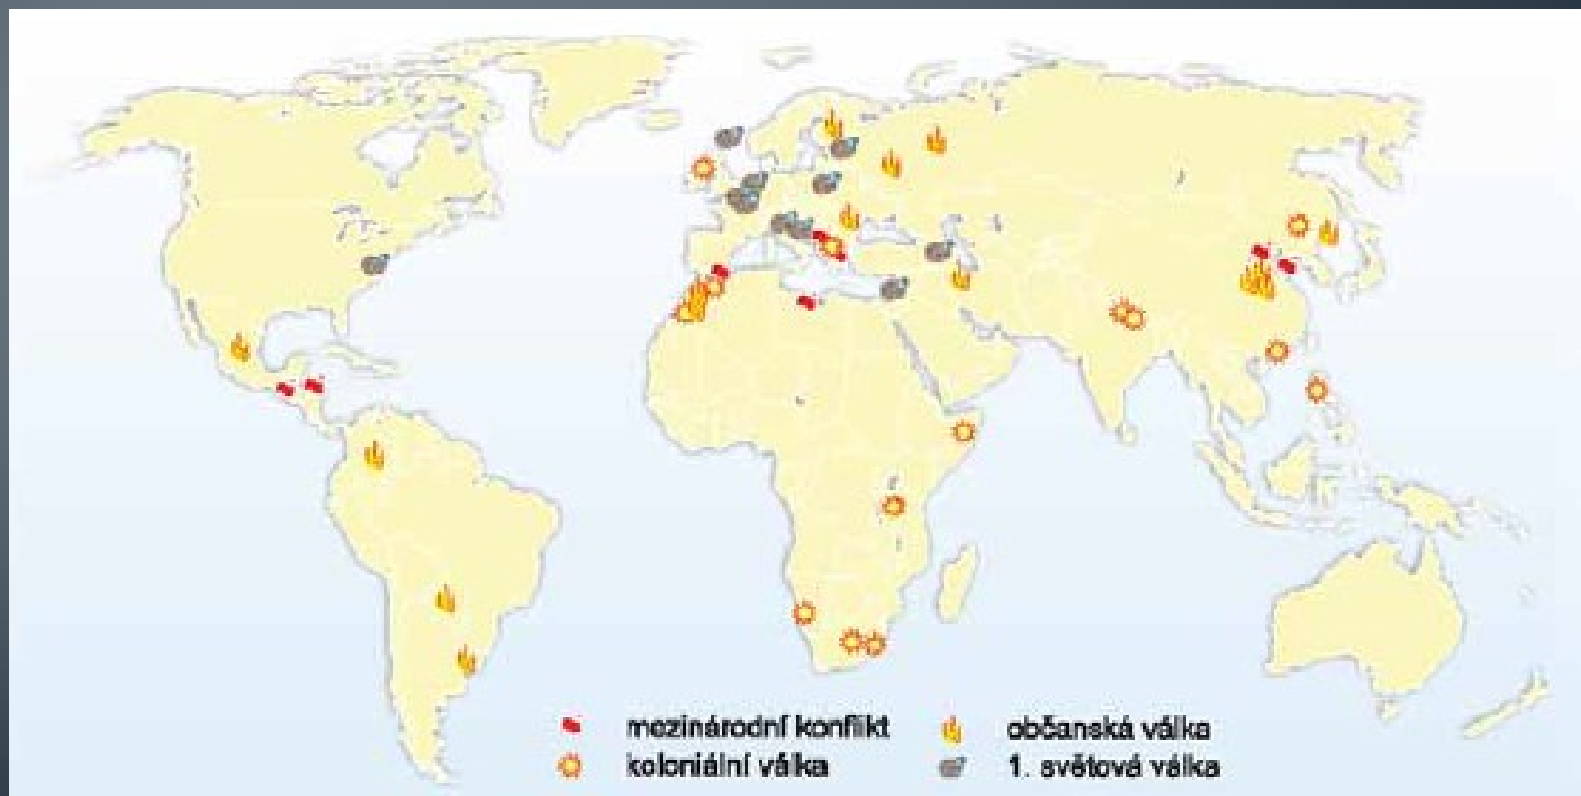 mezinárodní konflikt
občanská válka
koloniální válka
1. světová válka